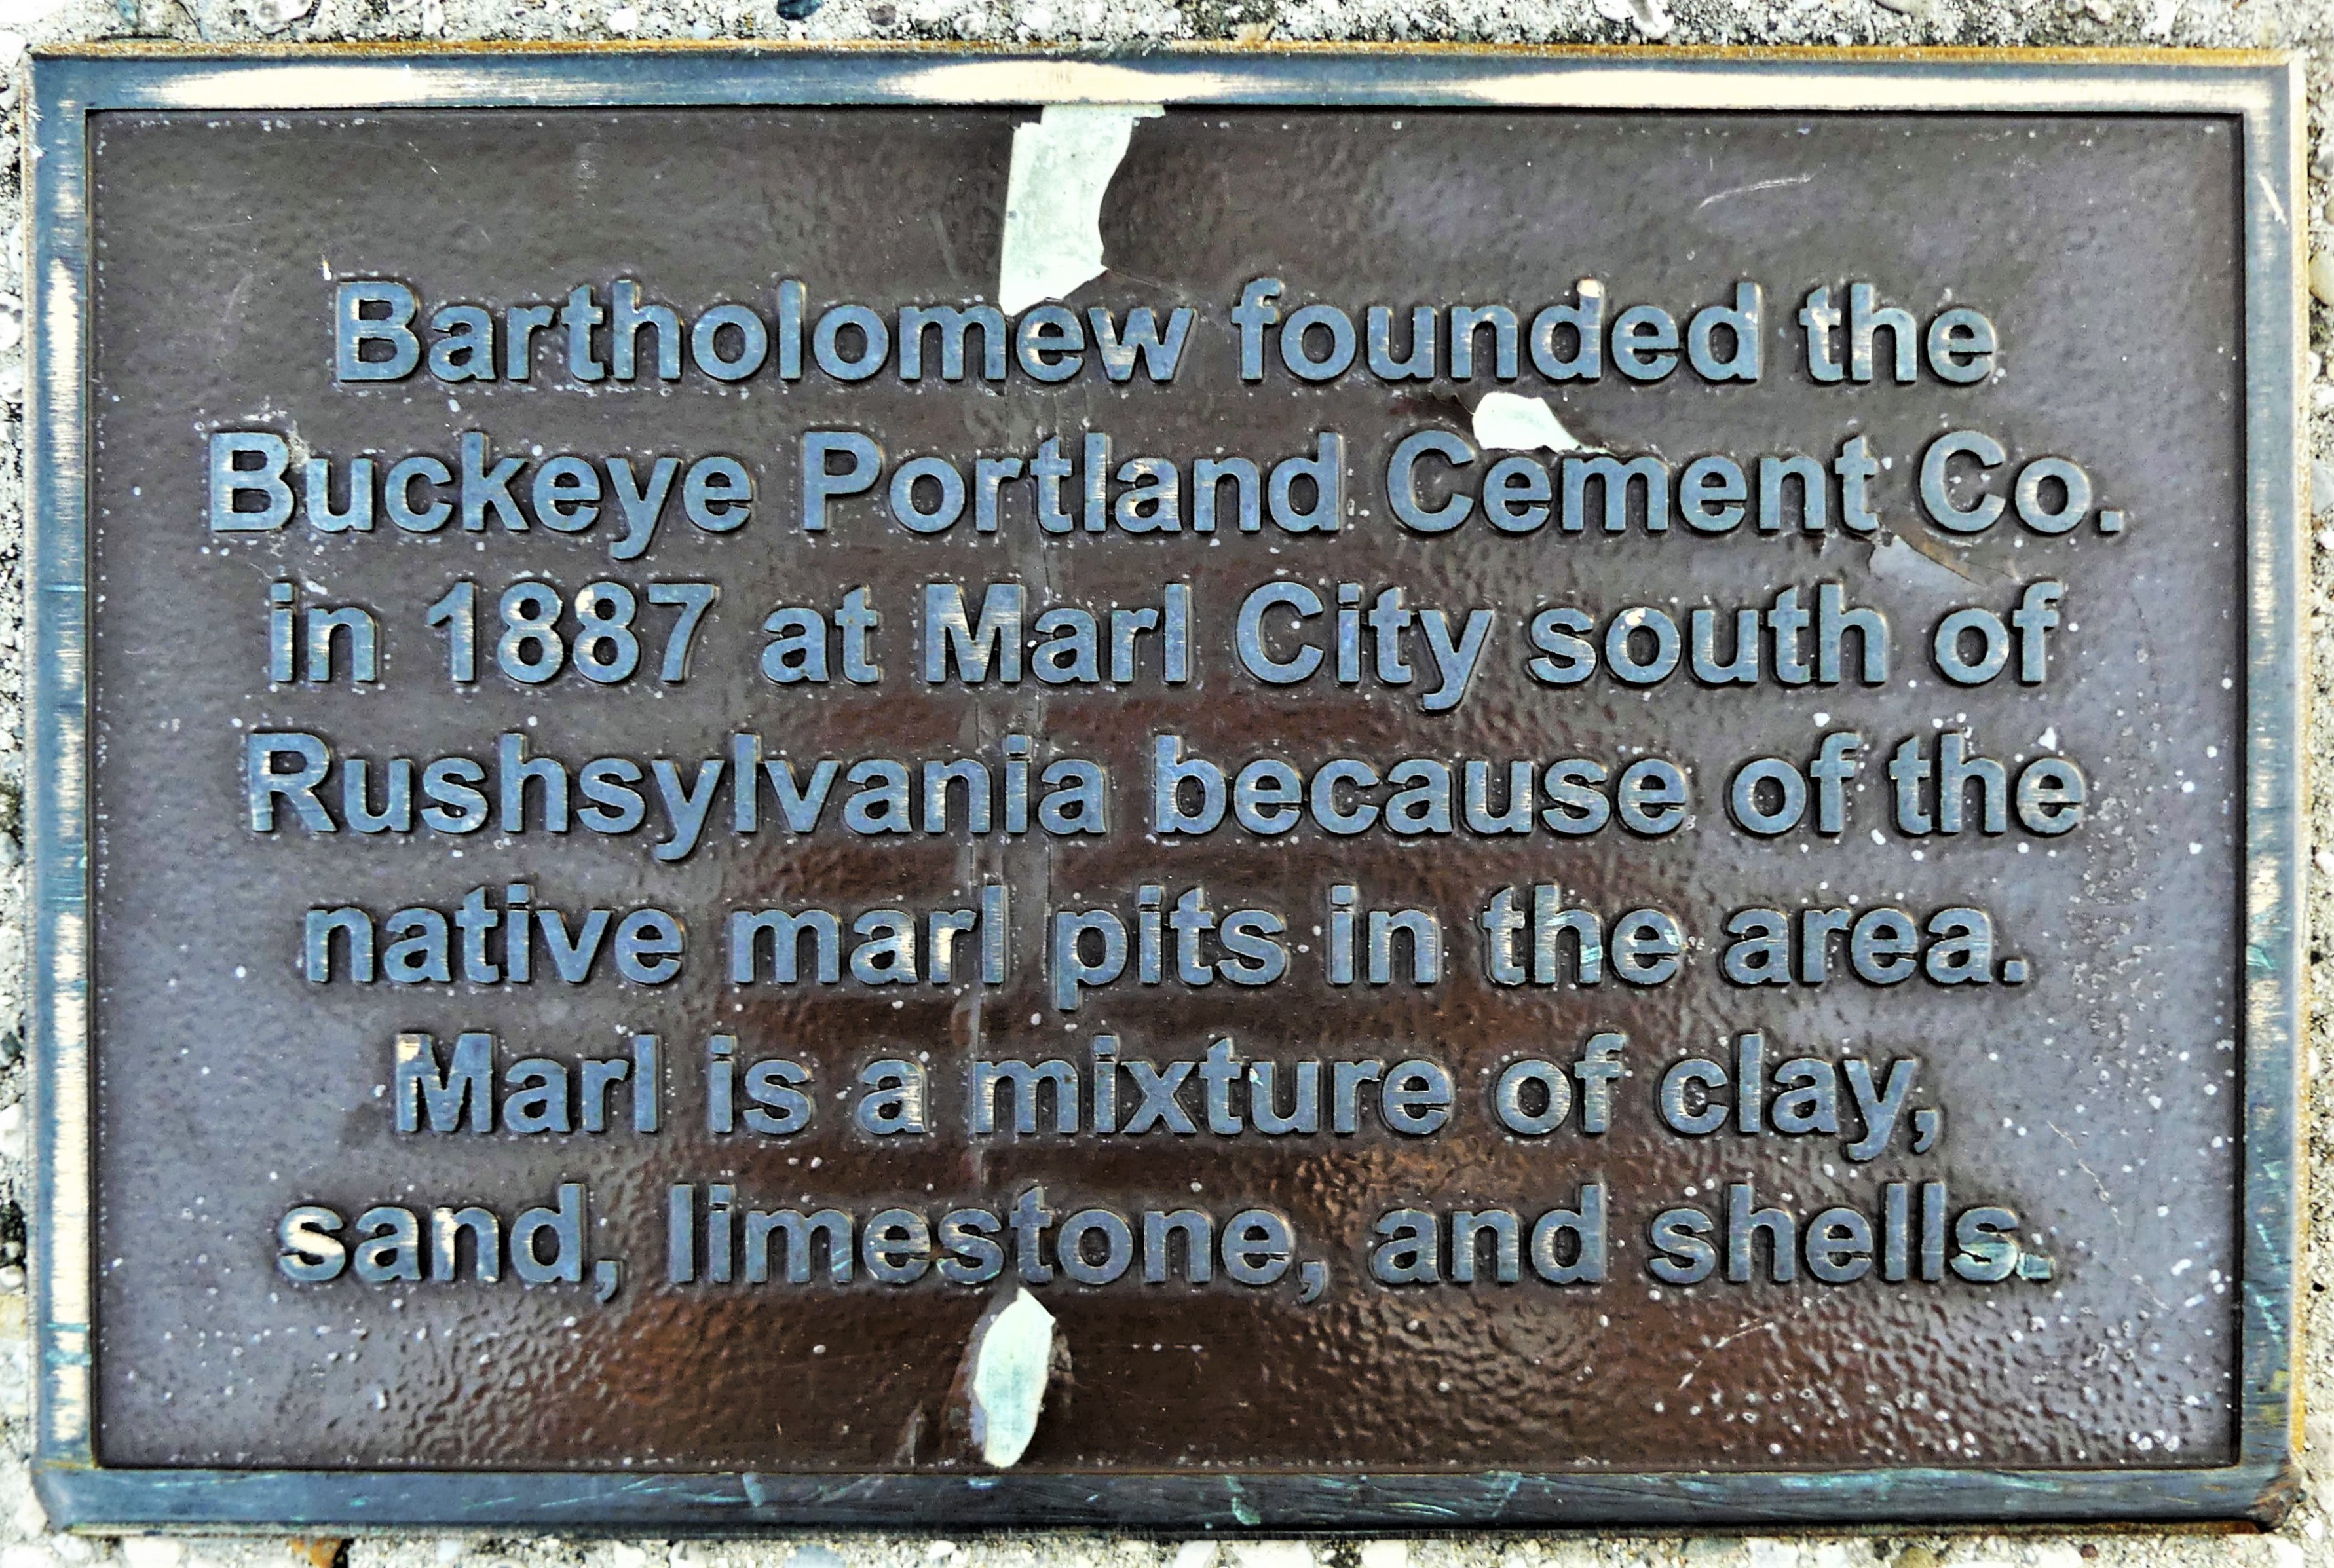 Bartholomew founded the
Buckeye Portland Cement Co.
in 1887 at Marl City south of
Rushsylvania because of the
native marl pits in the area.
Marl is a mixture of clay,
sand, limestone, and shells.